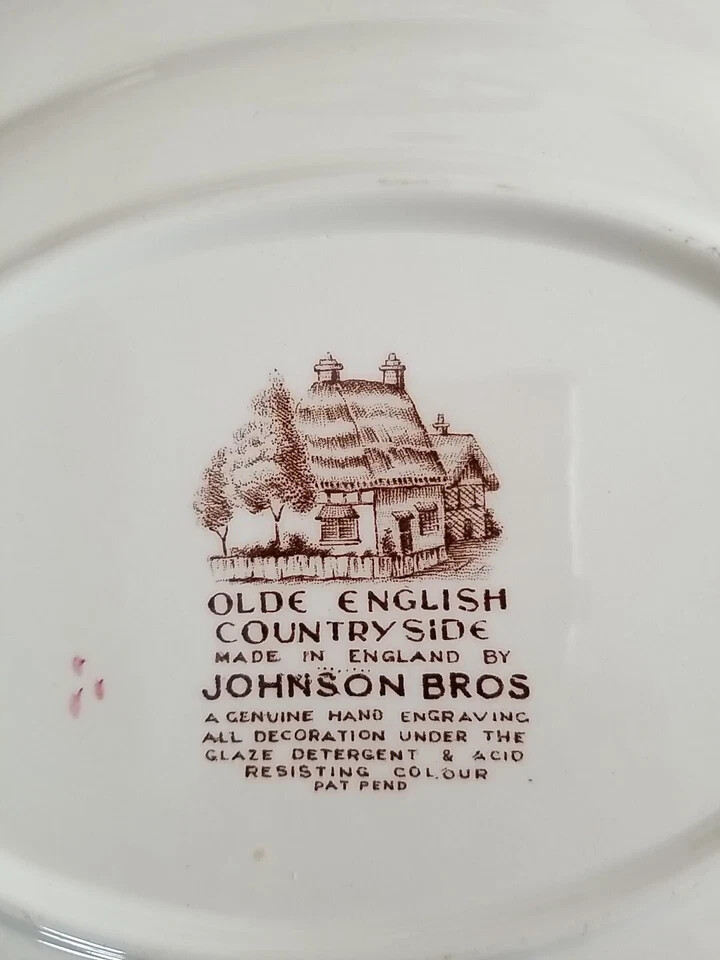 OLDE ENGLISH
COUNTRYSIDE
MADE IN ENGLAND BY
JOHNSON BROS
A GENUINE HAND ENGRAVING
ALL DECORATION UNDER THE
GLAZE DETERGENT & ACID
RESISTING COLOUR
PAT PEND